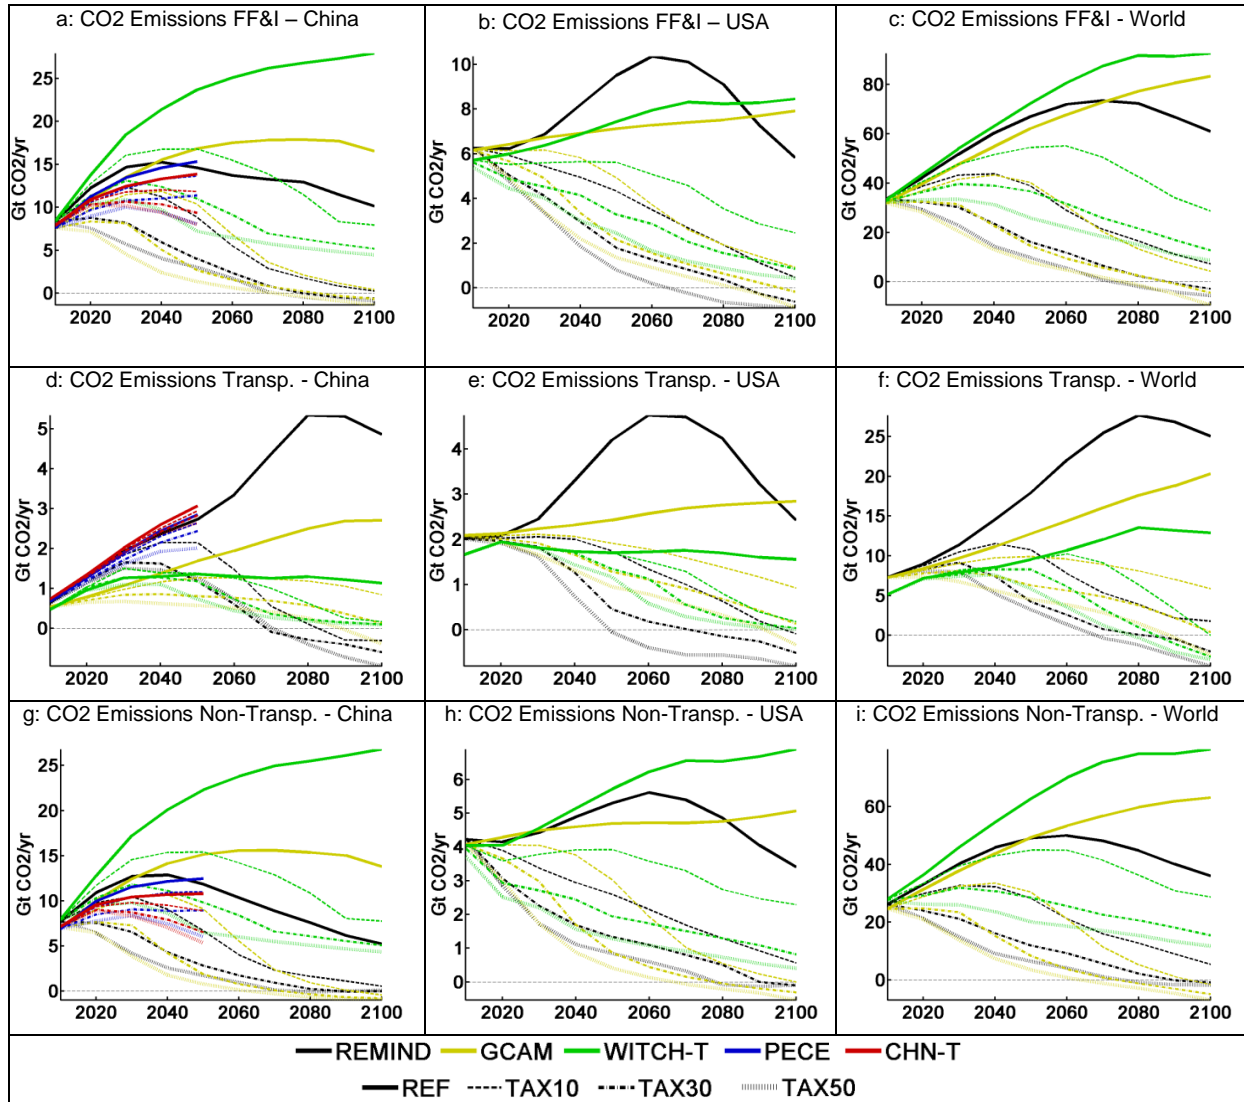 a: CO2 Emissions FF&I – China
b: CO2 Emissions FF&I – USA
c: CO2 Emissions FF&I - World
Gt CO2/yr
25
20
15
10
5
0
2020 2040 2060 2080 2100
Gt CO2/yr
10
8
6
4
2
0
2020 2040 2060 2080 2100
Gt CO2/yr
80
60
40
20
0
2020 2040 2060 2080 2100
d: CO2 Emissions Transp. - China
e: CO2 Emissions Transp. - USA
f: CO2 Emissions Transp. - World
Gt CO2/yr
5
4
3
2
1
0
2020 2040 2060 2080 2100
Gt CO2/yr
4
3
2
1
0
2020 2040 2060 2080 2100
Gt CO2/yr
25
20
15
10
5
0
2020 2040 2060 2080 2100
g: CO2 Emissions Non-Transp. - China
h: CO2 Emissions Non-Transp. - USA
i: CO2 Emissions Non-Transp. - World
Gt CO2/yr
25
20
15
10
5
0
2020 2040 2060 2080 2100
Gt CO2/yr
6
5
4
3
2
1
0
2020 2040 2060 2080 2100
Gt CO2/yr
60
40
20
0
2020 2040 2060 2080 2100
REMIND GCAM WITCH-T PECE CHN-T
REF TAX10 TAX30 TAX50